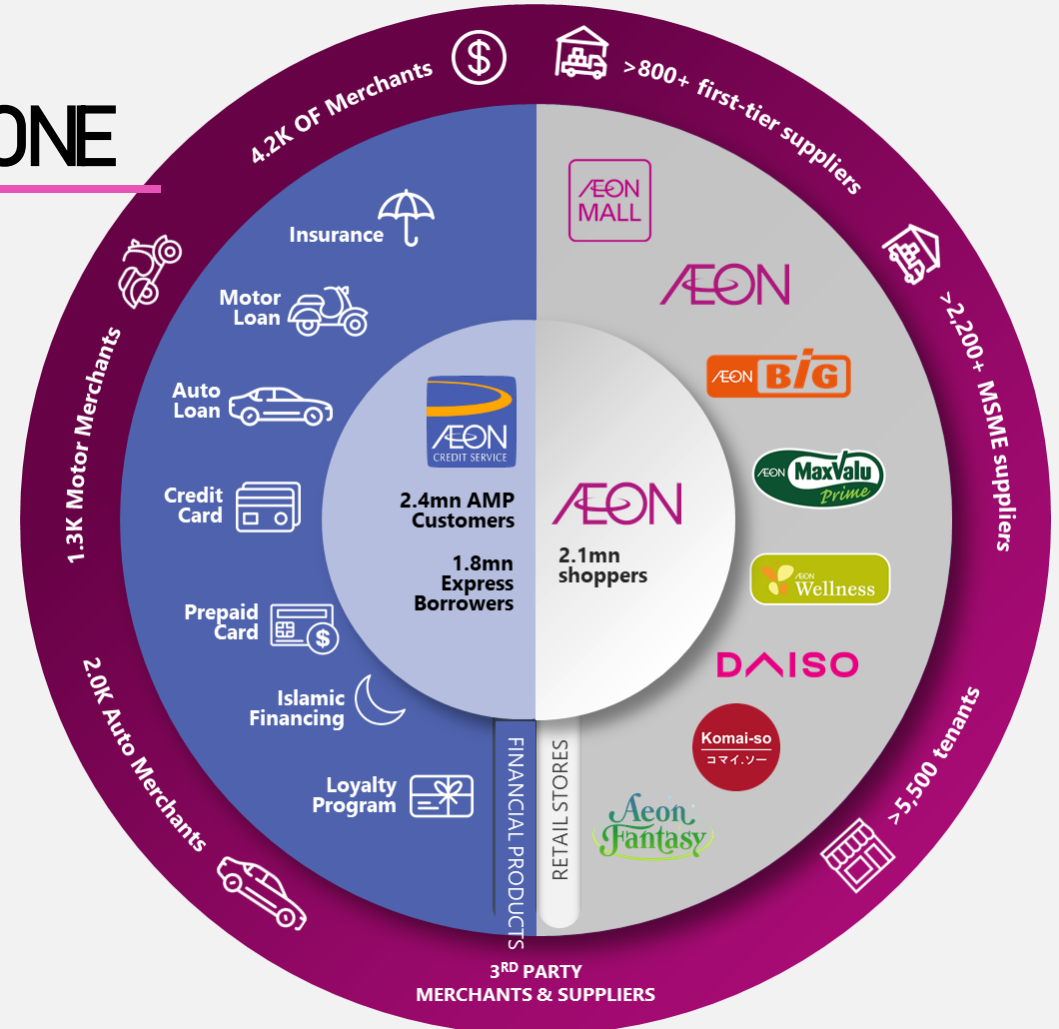 ONE
4.2K OF Merchants
$
>800+ first-tier suppliers
1.3K Motor Merchants
>2,200+ MSME suppliers
2.0K Auto Merchants
>5,500 tenants
3RD PARTY
MERCHANTS & SUPPLIERS
Insurance
Motor
Loan
Auto
Loan
Credit
Card
Prepaid
Card
$
Islamic
Financing
Loyalty
Program
FINANCIAL PRODUCTS
ÆON
CREDIT SERVICE
2.4mn AMP
Customers
1.8mn
Express
Borrowers
ÆON
2.1mn
shoppers
RETAIL STORES
ÆON
MALL
ÆON
ÆON BiG
ÆON MaxValu
Prime
ÆON
Wellness
DAISO
Komai-so
コマイ.ソー
Aeon
Fantasy